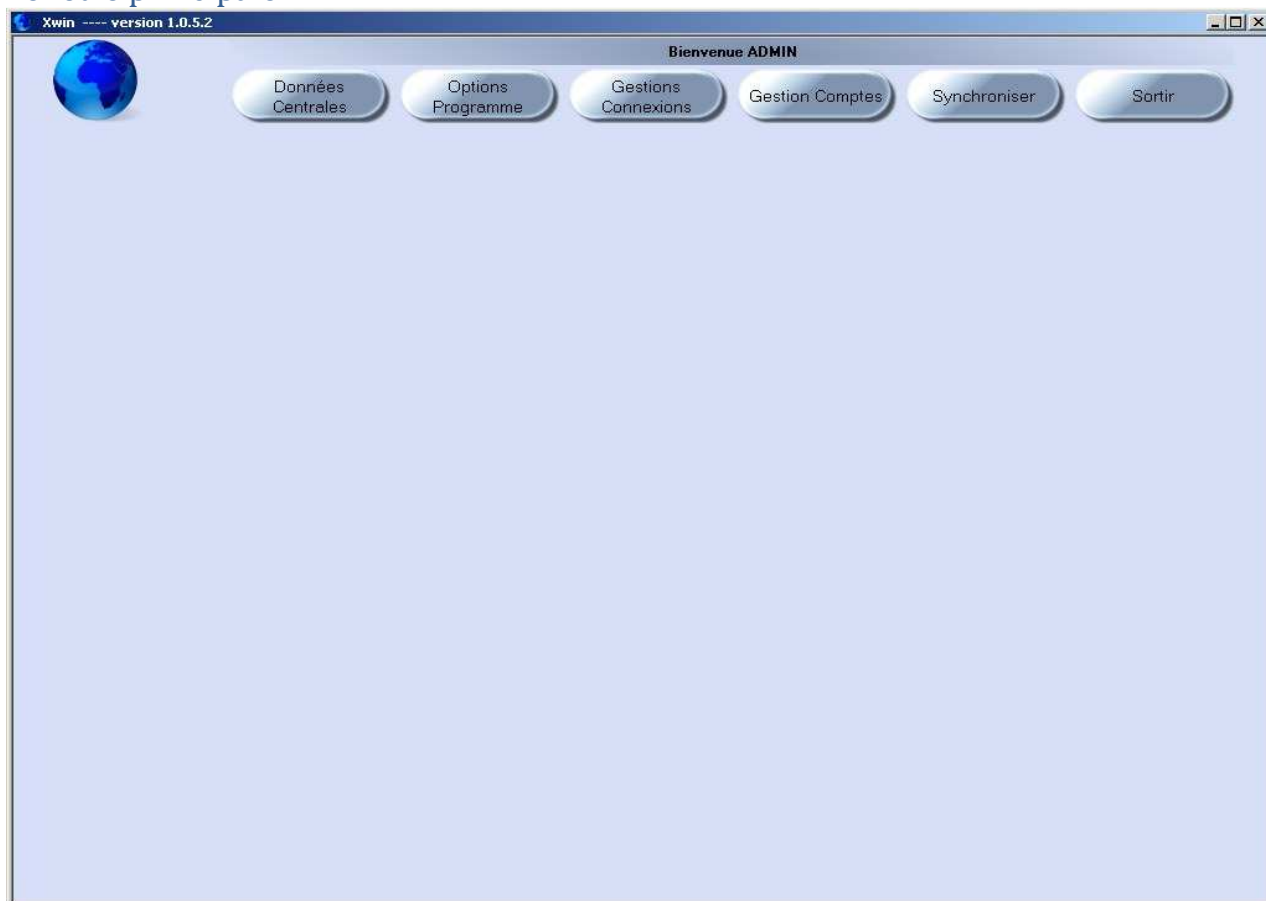 Xwin ---- version 1.0.5.2
Bienvenue ADMIN
Données
Centrales
Options
Programme
Gestions
Connexions
Gestion Comptes
Synchroniser
Sortir